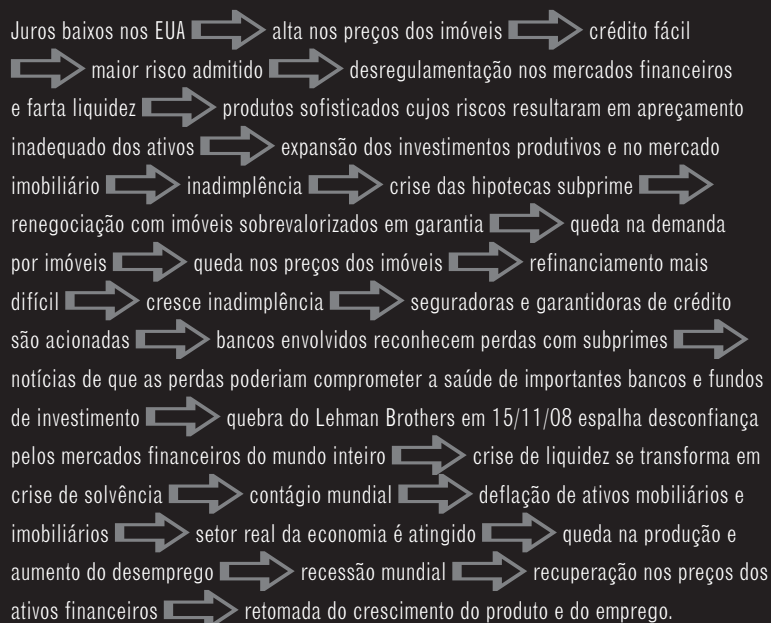 Juros baixos nos EUA alta nos preços dos imóveis crédito fácil
maior risco admitido desregulamentação nos mercados financeiros
e farta liquidez produtos sofisticados cujos riscos resultaram em apreçamento
inadequado dos ativos expansão dos investimentos produtivos e no mercado
imobiliário inadimplência crise das hipotecas subprime
renegociação com imóveis sobrevalorizados em garantia queda na demanda
por imóveis queda nos preços dos imóveis refinanciamento mais
difícil cresce inadimplência seguradoras e garantidoras de crédito
são acionadas bancos envolvidos reconhecem perdas com subprimes
notícias de que as perdas poderiam comprometer a saúde de importantes bancos e fundos
de investimento quebra do Lehman Brothers em 15/11/08 espalha desconfiança
pelos mercados financeiros do mundo inteiro crise de liquidez se transforma em
crise de solvência contágio mundial deflação de ativos mobiliários e
imobiliários setor real da economia é atingido queda na produção e
aumento do desemprego recessão mundial recuperação nos preços dos
ativos financeiros retomada do crescimento do produto e do emprego.